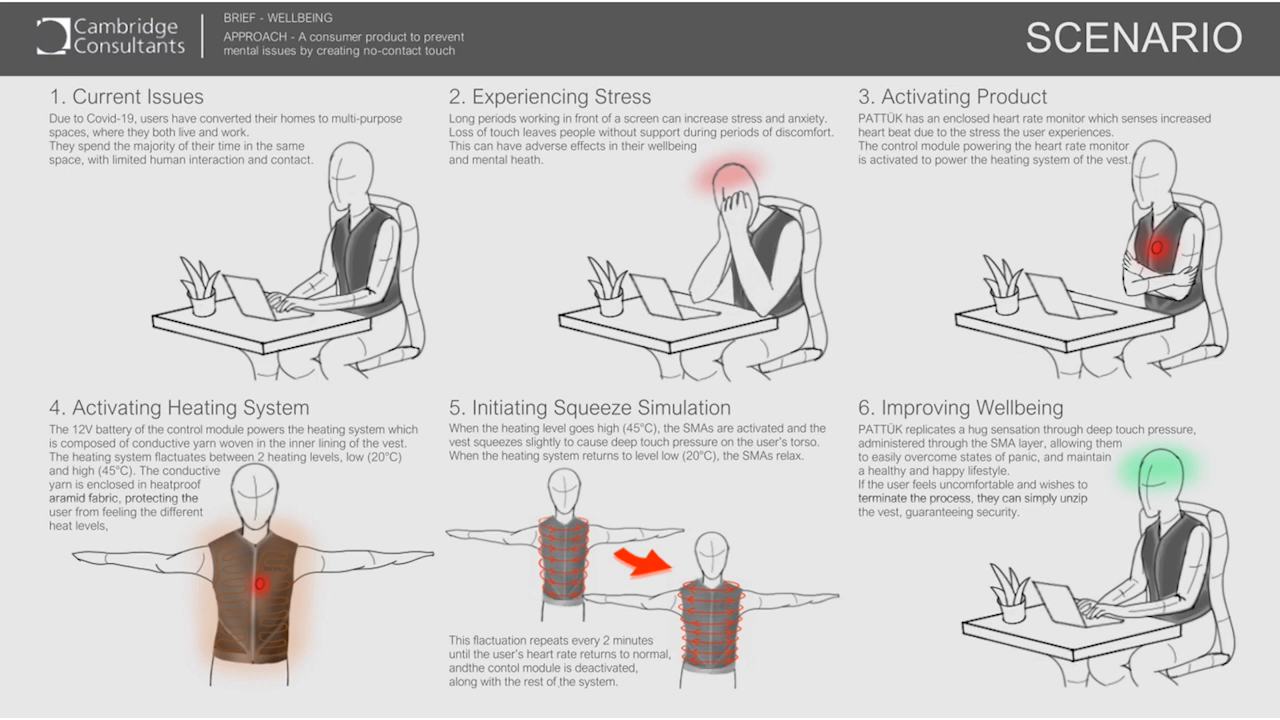 Cambridge
Consultants
BRIEF - WELLBEING
APPROACH - A consumer product to prevent
mental issues by creating no-contact touch
SCENARIO
1. Current Issues
Due to Covid-19, users have converted their homes to multi-purpose
spaces, where they both live and work.
They spend the majority of their time in the same
space, with limited human interaction and contact.
2. Experiencing Stress
Long periods working in front of a screen can increase stress and anxiety.
Loss of touch leaves people without support during periods of discomfort.
This can have adverse effects in their wellbeing
and mental heath.
3. Activating Product
PATTÜK has an enclosed heart rate monitor which senses increased
heart beat due to the stress the user experiences.
The control module powering the heart rate monitor
is activated to power the heating system of the vest.
4. Activating Heating System
The 12V battery of the control module powers the heating system which
is composed of conductive yarn woven in the inner lining of the vest.
The heating system flactuates between 2 heating levels, low (20°C)
and high (45°C). The conductive
yarn is enclosed in heatproof
aramid fabric, protecting the
user from feeling the different
heat levels,
5. Initiating Squeeze Simulation
When the heating level goes high (45°C), the SMAs are activated and the
vest squeezes slightly to cause deep touch pressure on the user's torso.
When the heating system returns to level low (20°C), the SMAs relax.
This flactuation repeats every 2 minutes
until the user's heart rate returns to normal,
andthe contol module is deactivated,
along with the rest of the system.
6. Improving Wellbeing
PATTÜK replicates a hug sensation through deep touch pressure,
administered through the SMA layer, allowing them
to easily overcome states of panic, and maintain
a healthy and happy lifestyle.
If the user feels uncomfortable and wishes to
terminate the process, they can simply unzip
the vest, guaranteeing security.